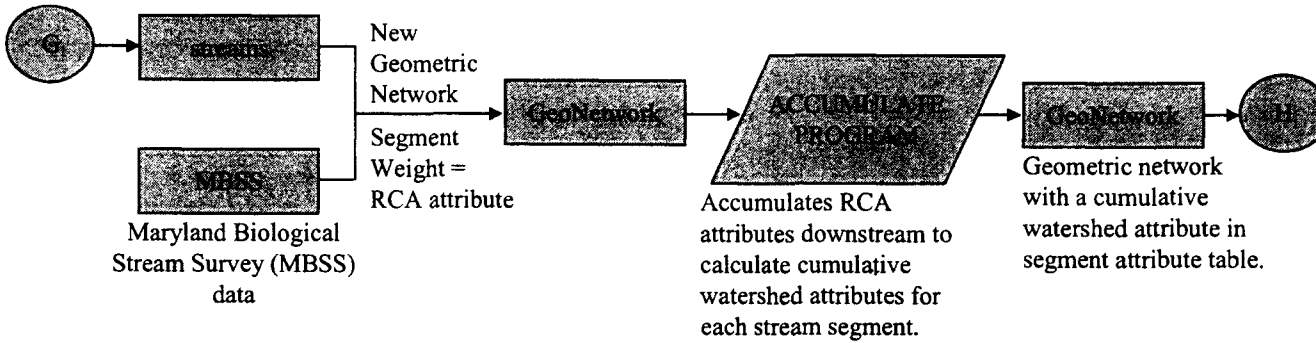 G
streams
New
Geometric
Network
Segment
Weight =
RCA attribute
MBSS
Maryland Biological
Stream Survey (MBSS)
data
GeoNetwork
ACCUMULATE
PROGRAM
Accumulates RCA
attributes downstream to
calculate cumulative
watershed attributes for
each stream segment.
GeoNetwork
Geometric network
with a cumulative
watershed attribute in
segment attribute table.
H